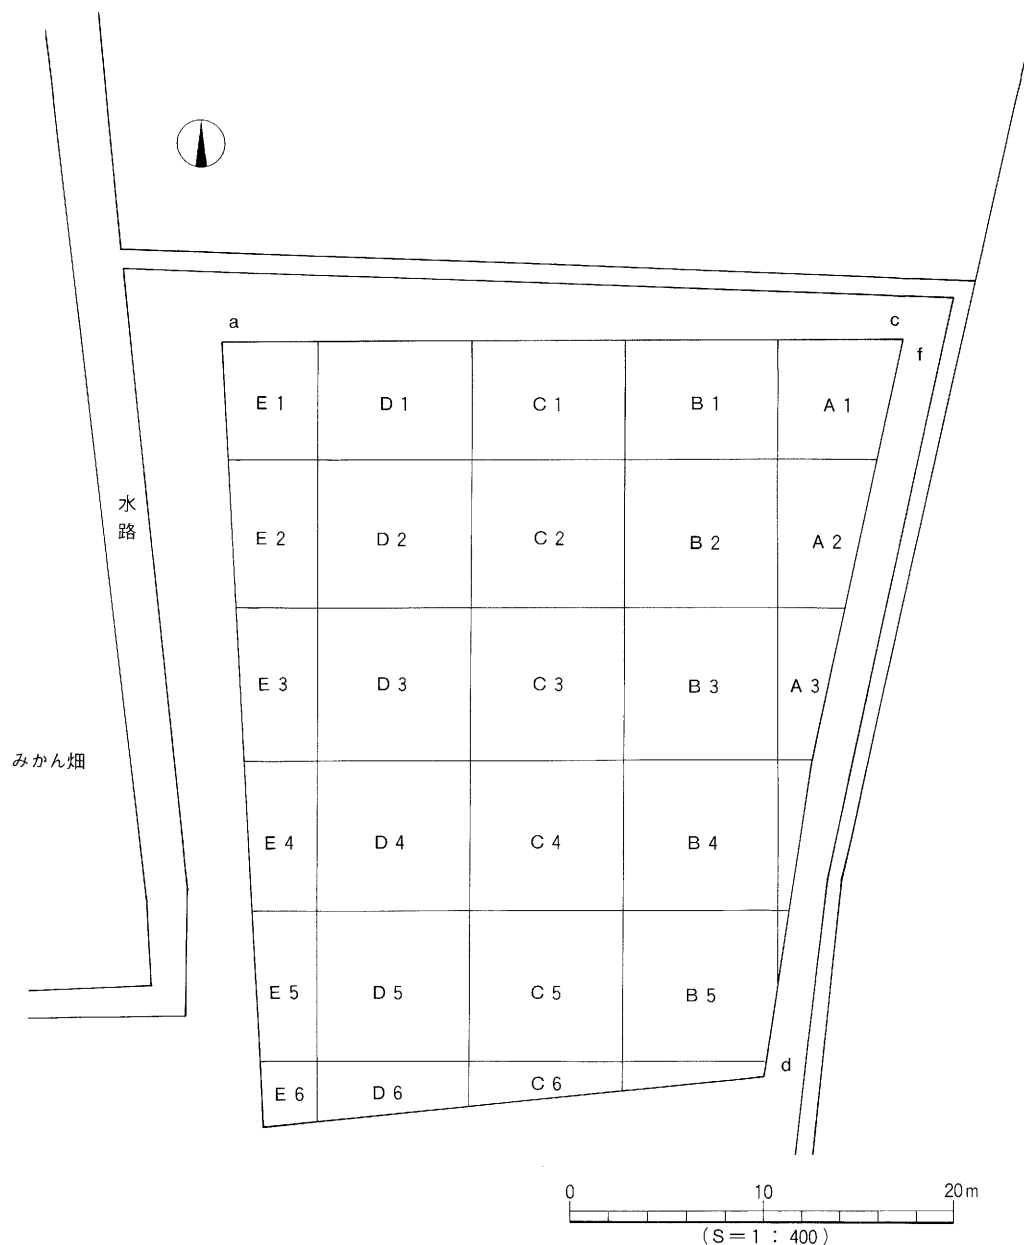 a
c
f
E 1
D 1
C 1
B 1
A 1
水
路
E 2
D 2
C 2
B 2
A 2
E 3
D 3
C 3
B 3
A 3
みかん畑
E 4
D 4
C 4
B 4
E 5
D 5
C 5
B 5
d
E 6
D 6
C 6
0 10 20m
(S＝1：400)